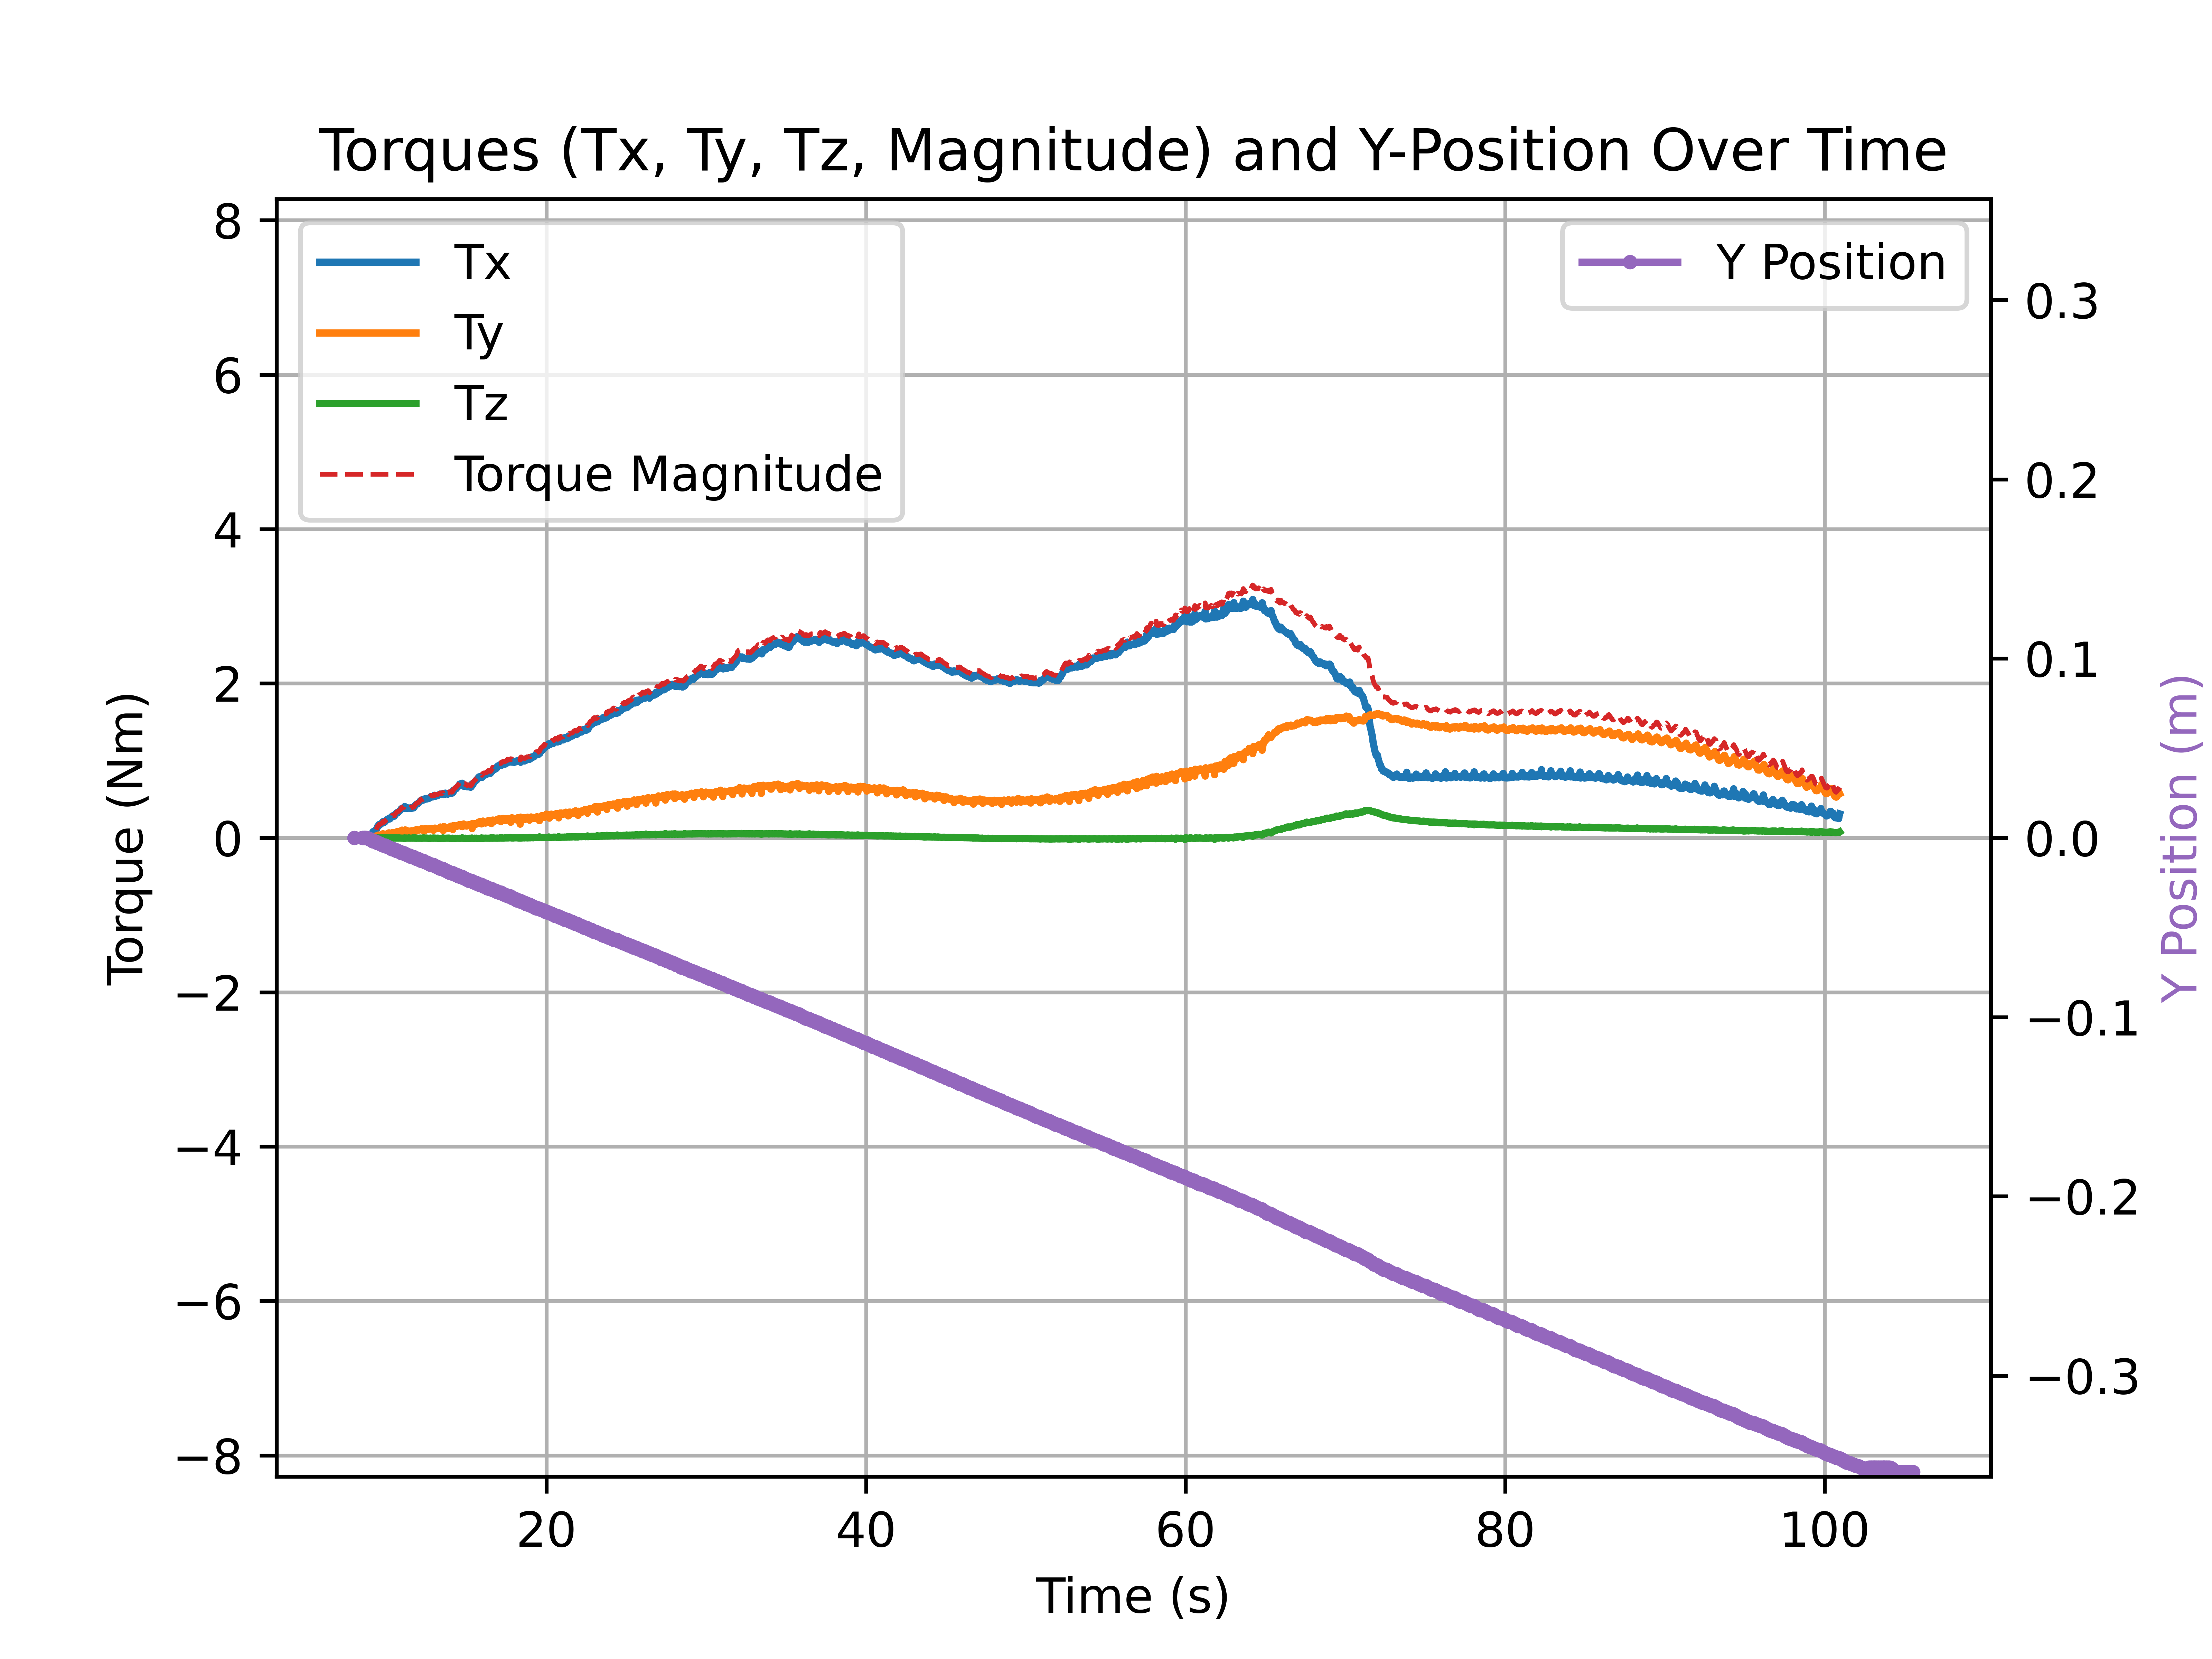 Torques (Tx, Ty, Tz, Magnitude) and Y-Position Over Time
Tx
Ty
Tz
Torque Magnitude
Y Position
Torque (Nm)
8
6
4
2
0
−2
−4
−6
−8
0.3
0.2
0.1
0.0
−0.1
−0.2
−0.3
Y Position (m)
20 40 60 80 100
Time (s)